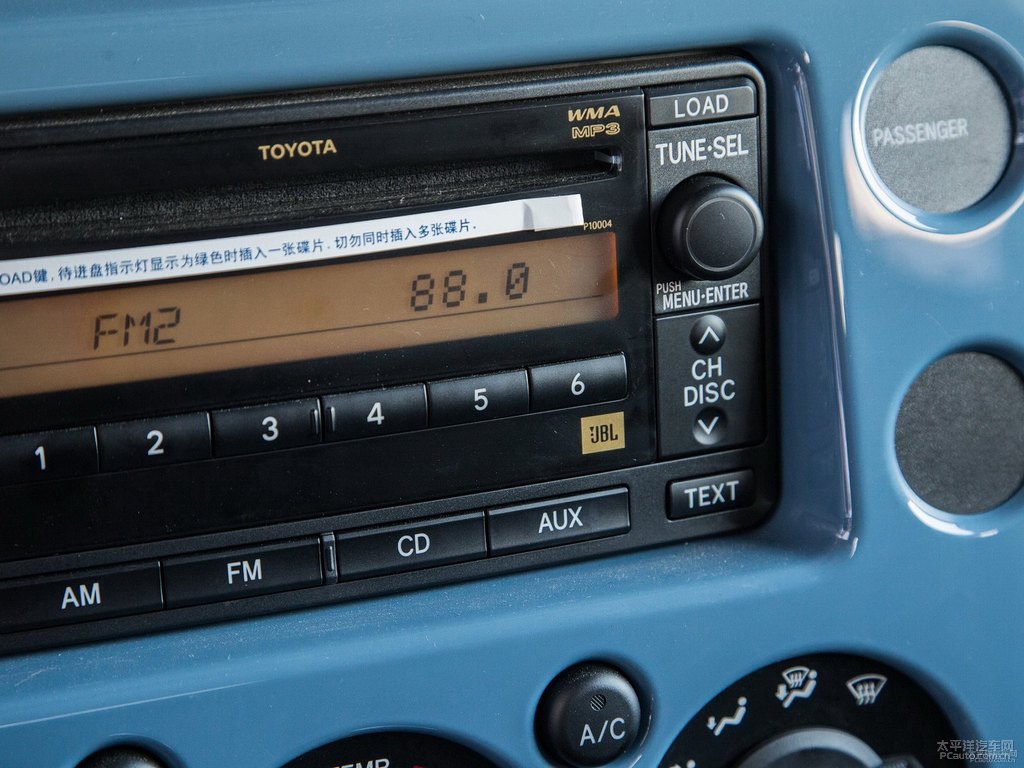 WMA
MP3
TOYOTA
LOAD
TUNE·SEL
PASSENGER
P10004
OAD键,待进盘指示灯显示为绿色时插入一张碟片,切勿同时插入多张碟片.
FM2 88.0
PUSH
MENU·ENTER
CH
DISC
1 2 3 4 5 6
JBL
TEXT
AM FM CD AUX
A/C
TEMP
太平洋汽车网
PCauto.com.cn